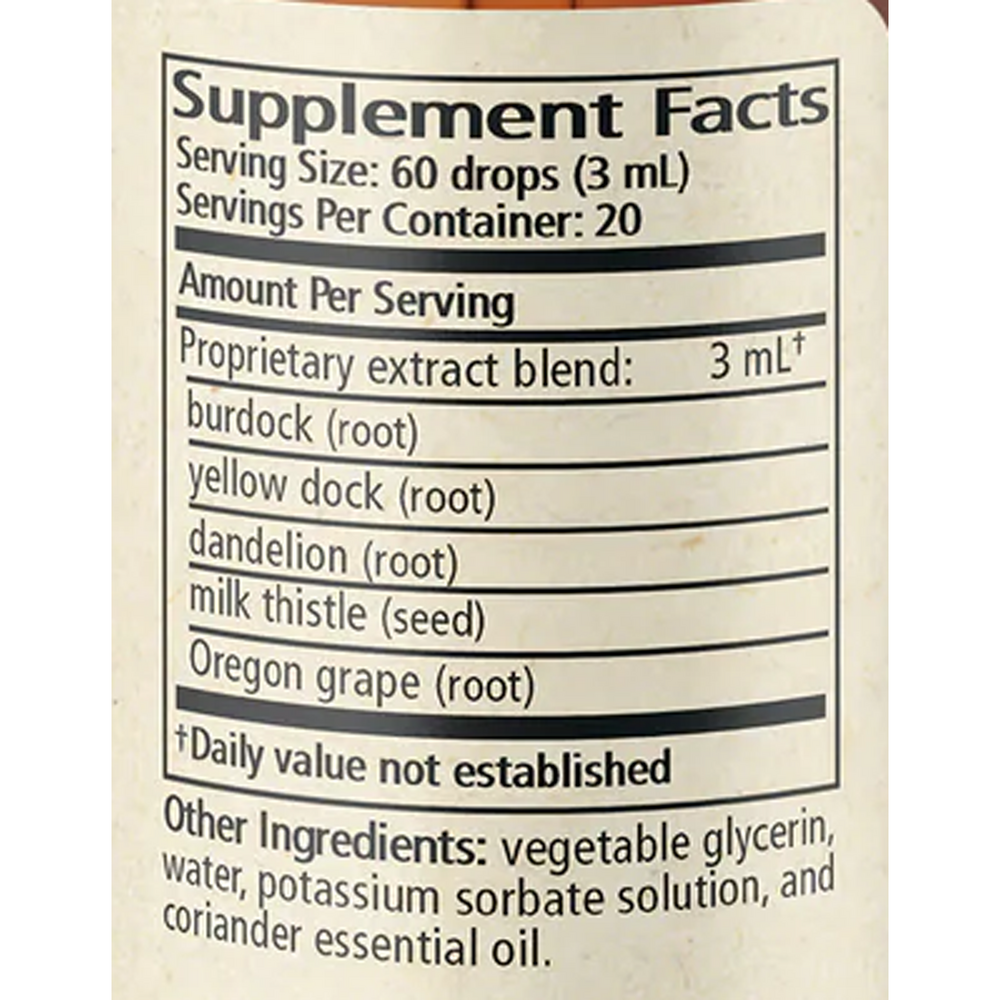 Supplement Facts
Serving Size: 60 drops (3 mL)
Servings Per Container: 20
Amount Per Serving
Proprietary extract blend: 3 mL†
burdock (root)
yellow dock (root)
dandelion (root)
milk thistle (seed)
Oregon grape (root)
†Daily value not established
Other Ingredients: vegetable glycerin,
water, potassium sorbate solution, and
coriander essential oil.